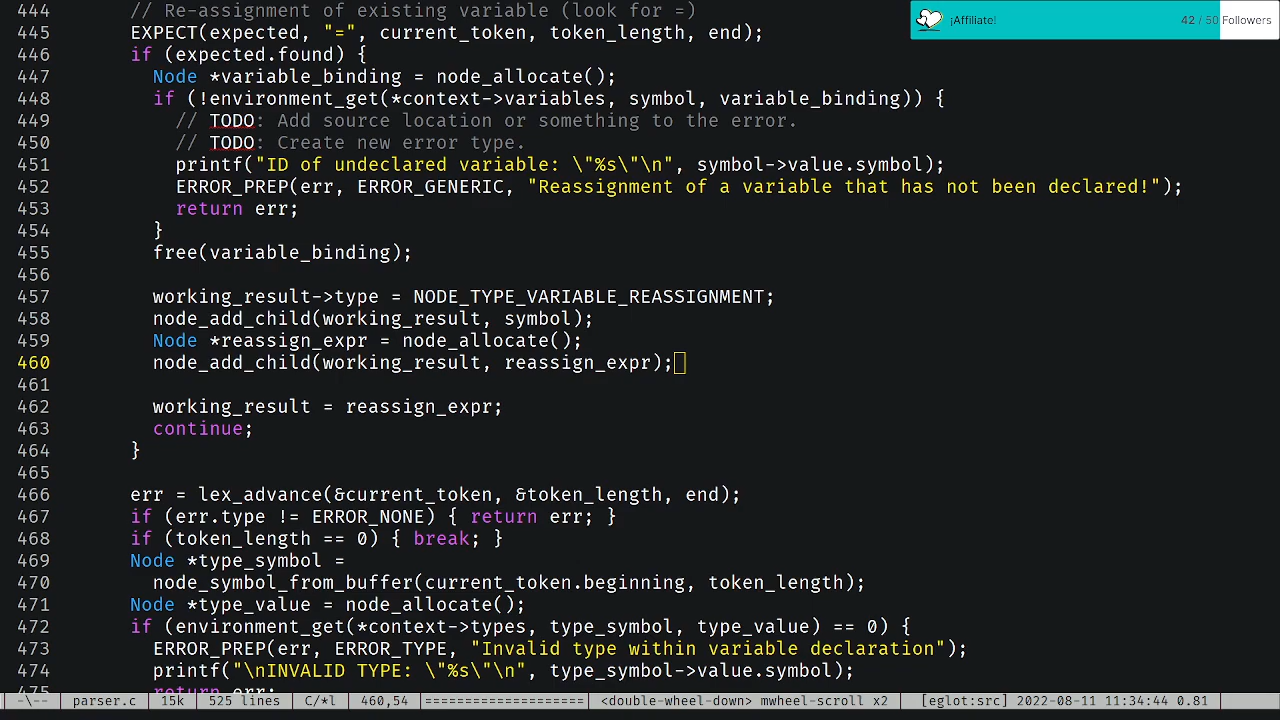 444       // Re-assignment of existing variable (look for =)
445       EXPECT(expected, "=", current_token, token_length, end);
446       if (expected.found) {
447         Node *variable_binding = node_allocate();
448         if (!environment_get(*context->variables, symbol, variable_binding)) {
449           // TODO: Add source location or something to the error.
450           // TODO: Create new error type.
451           printf("ID of undeclared variable: \"%s\"\n", symbol->value.symbol);
452           ERROR_PREP(err, ERROR_GENERIC, "Reassignment of a variable that has not been declared!");
453           return err;
454         }
455         free(variable_binding);
456
457         working_result->type = NODE_TYPE_VARIABLE_REASSIGNMENT;
458         node_add_child(working_result, symbol);
459         Node *reassign_expr = node_allocate();
460         node_add_child(working_result, reassign_expr);
461
462         working_result = reassign_expr;
463         continue;
464       }
465
466       err = lex_advance(&current_token, &token_length, end);
467       if (err.type != ERROR_NONE) { return err; }
468       if (token_length == 0) { break; }
469       Node *type_symbol =
470         node_symbol_from_buffer(current_token.beginning, token_length);
471       Node *type_value = node_allocate();
472       if (environment_get(*context->types, type_symbol, type_value) == 0) {
473         ERROR_PREP(err, ERROR_TYPE, "Invalid type within variable declaration");
474         printf("\nINVALID TYPE: \"%s\"\n", type_symbol->value.symbol);
475         return err;
¡Affiliate! 42 / 50 Followers
-\-- parser.c 15k 525 lines C/*l 460,54 ===================== <double-wheel-down> mwheel-scroll x2 [eglot:src] 2022-08-11 11:34:44 0.81